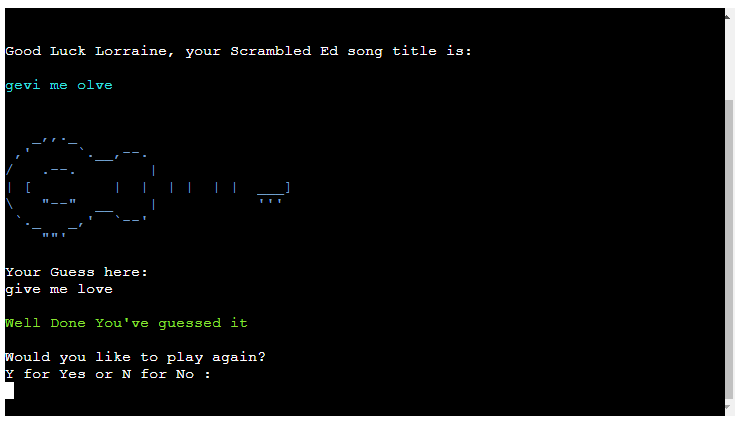 Good Luck Lorraine, your Scrambled Ed song title is:
gevi me olve
Your Guess here:
give me love
Well Done You've guessed it
Would you like to play again?
Y for Yes or N for No :